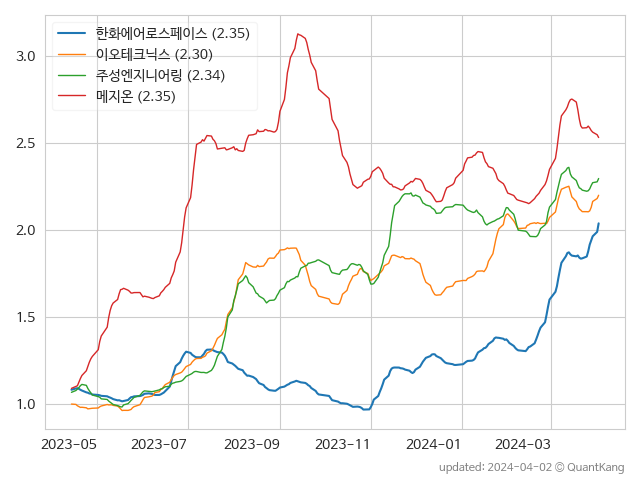 한화에어로스페이스 (2.35)
이오테크닉스 (2.30)
주성엔지니어링 (2.34)
메지온 (2.35)
3.0
2.5
2.0
1.5
1.0
2023-05 2023-07 2023-09 2023-11 2024-01 2024-03
updated: 2024-04-02 © QuantKang